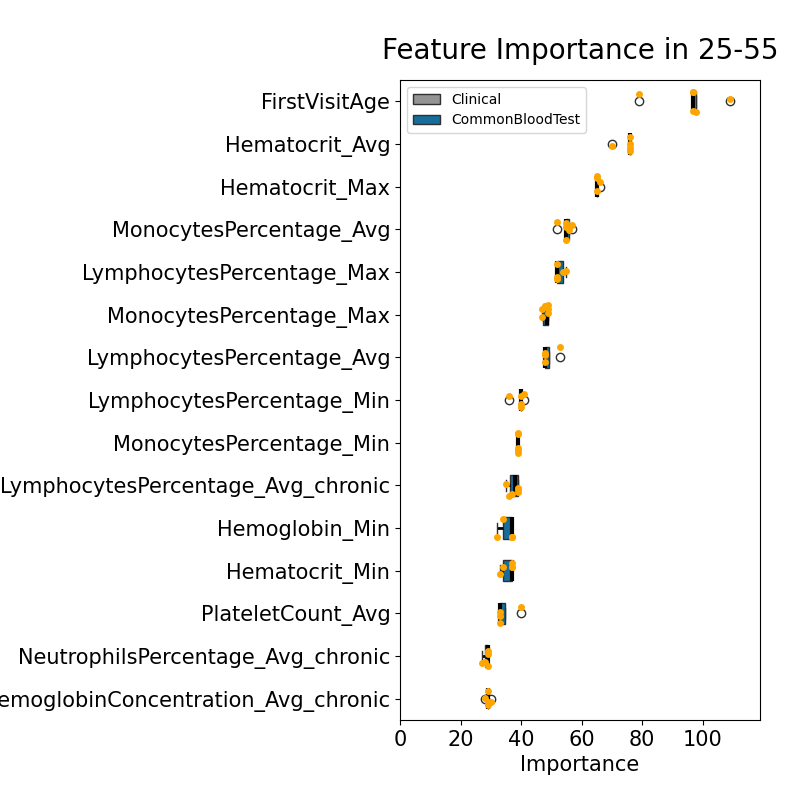 Feature Importance in 25-55
Clinical
CommonBloodTest
FirstVisitAge
Hematocrit_Avg
Hematocrit_Max
MonocytesPercentage_Avg
LymphocytesPercentage_Max
MonocytesPercentage_Max
LymphocytesPercentage_Avg
LymphocytesPercentage_Min
MonocytesPercentage_Min
LymphocytesPercentage_Avg_chronic
Hemoglobin_Min
Hematocrit_Min
PlateletCount_Avg
NeutrophilsPercentage_Avg_chronic
emoglobinConcentration_Avg_chronic
0 20 40 60 80 100
Importance